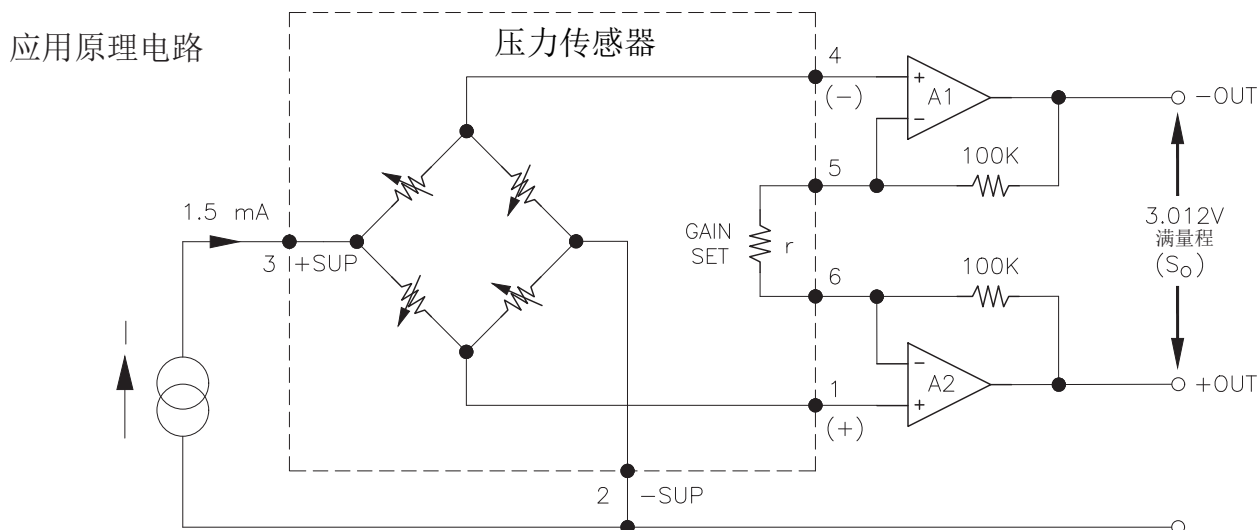 应用原理电路
压力传感器
4
(-)
+
A1
-
-OUT
100K
5
1.5 mA
3 +SUP
GAIN
SET
r
3.012V
满量程
(So)
6
100K
I
-
A2
+
+OUT
1
(+)
2 -SUP